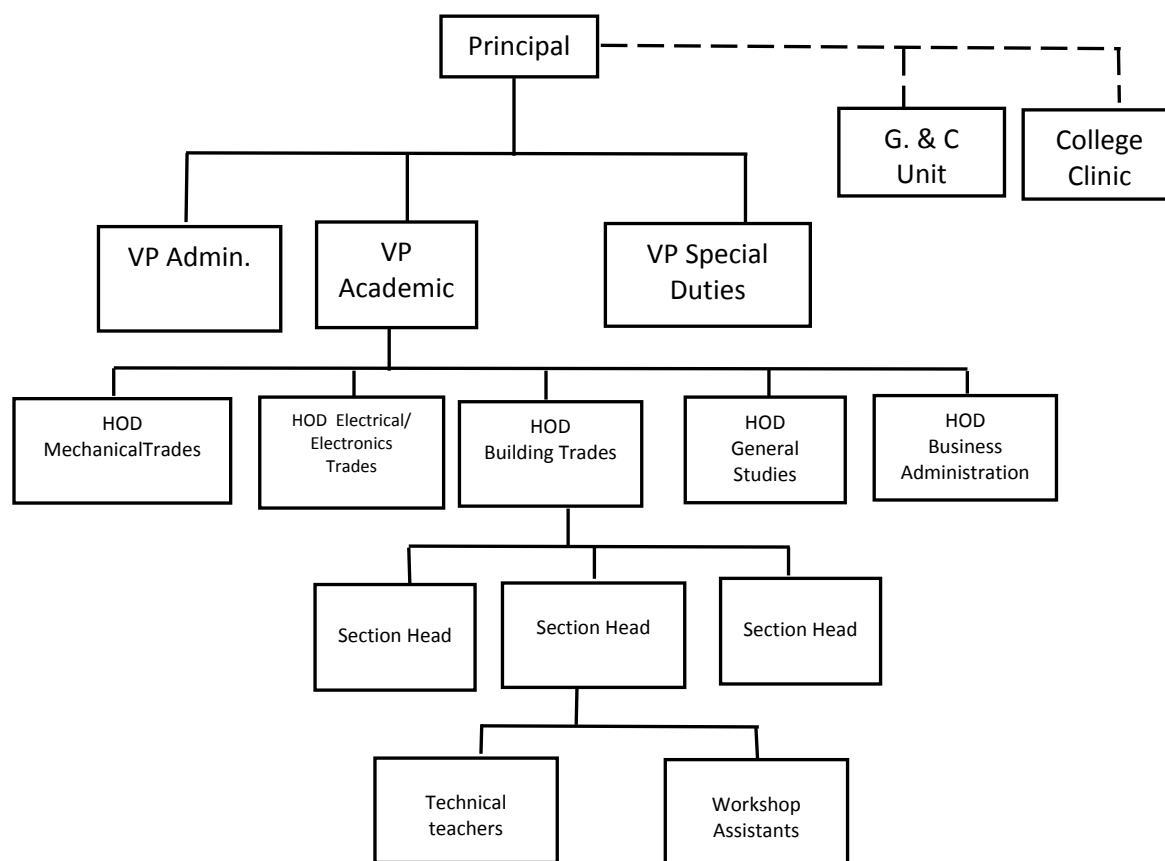 Principal
G. & C
Unit
College
Clinic
VP Admin.
VP
Academic
VP Special
Duties
HOD
MechanicalTrades
HOD  Electrical/
Electronics
Trades
HOD
Building Trades
HOD
General
Studies
HOD
Business
Administration
Section Head
Section Head
Section Head
Technical
teachers
Workshop
Assistants